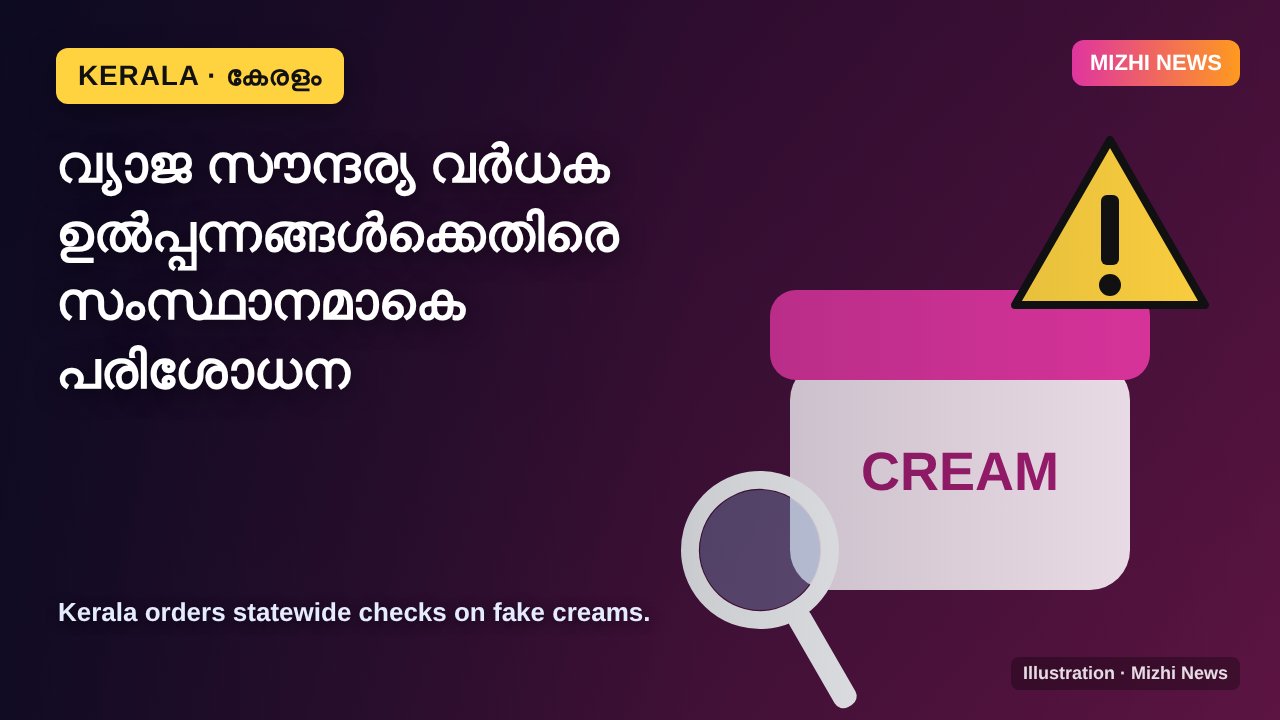 KERALA · കേരളം
MIZHI NEWS
വ്യാജ സൗന്ദര്യ വർധക
ഉൽപ്പന്നങ്ങൾക്കെതിരെ
സംസ്ഥാനമാകെ
പരിശോധന
CREAM
Kerala orders statewide checks on fake creams.
Illustration · Mizhi News